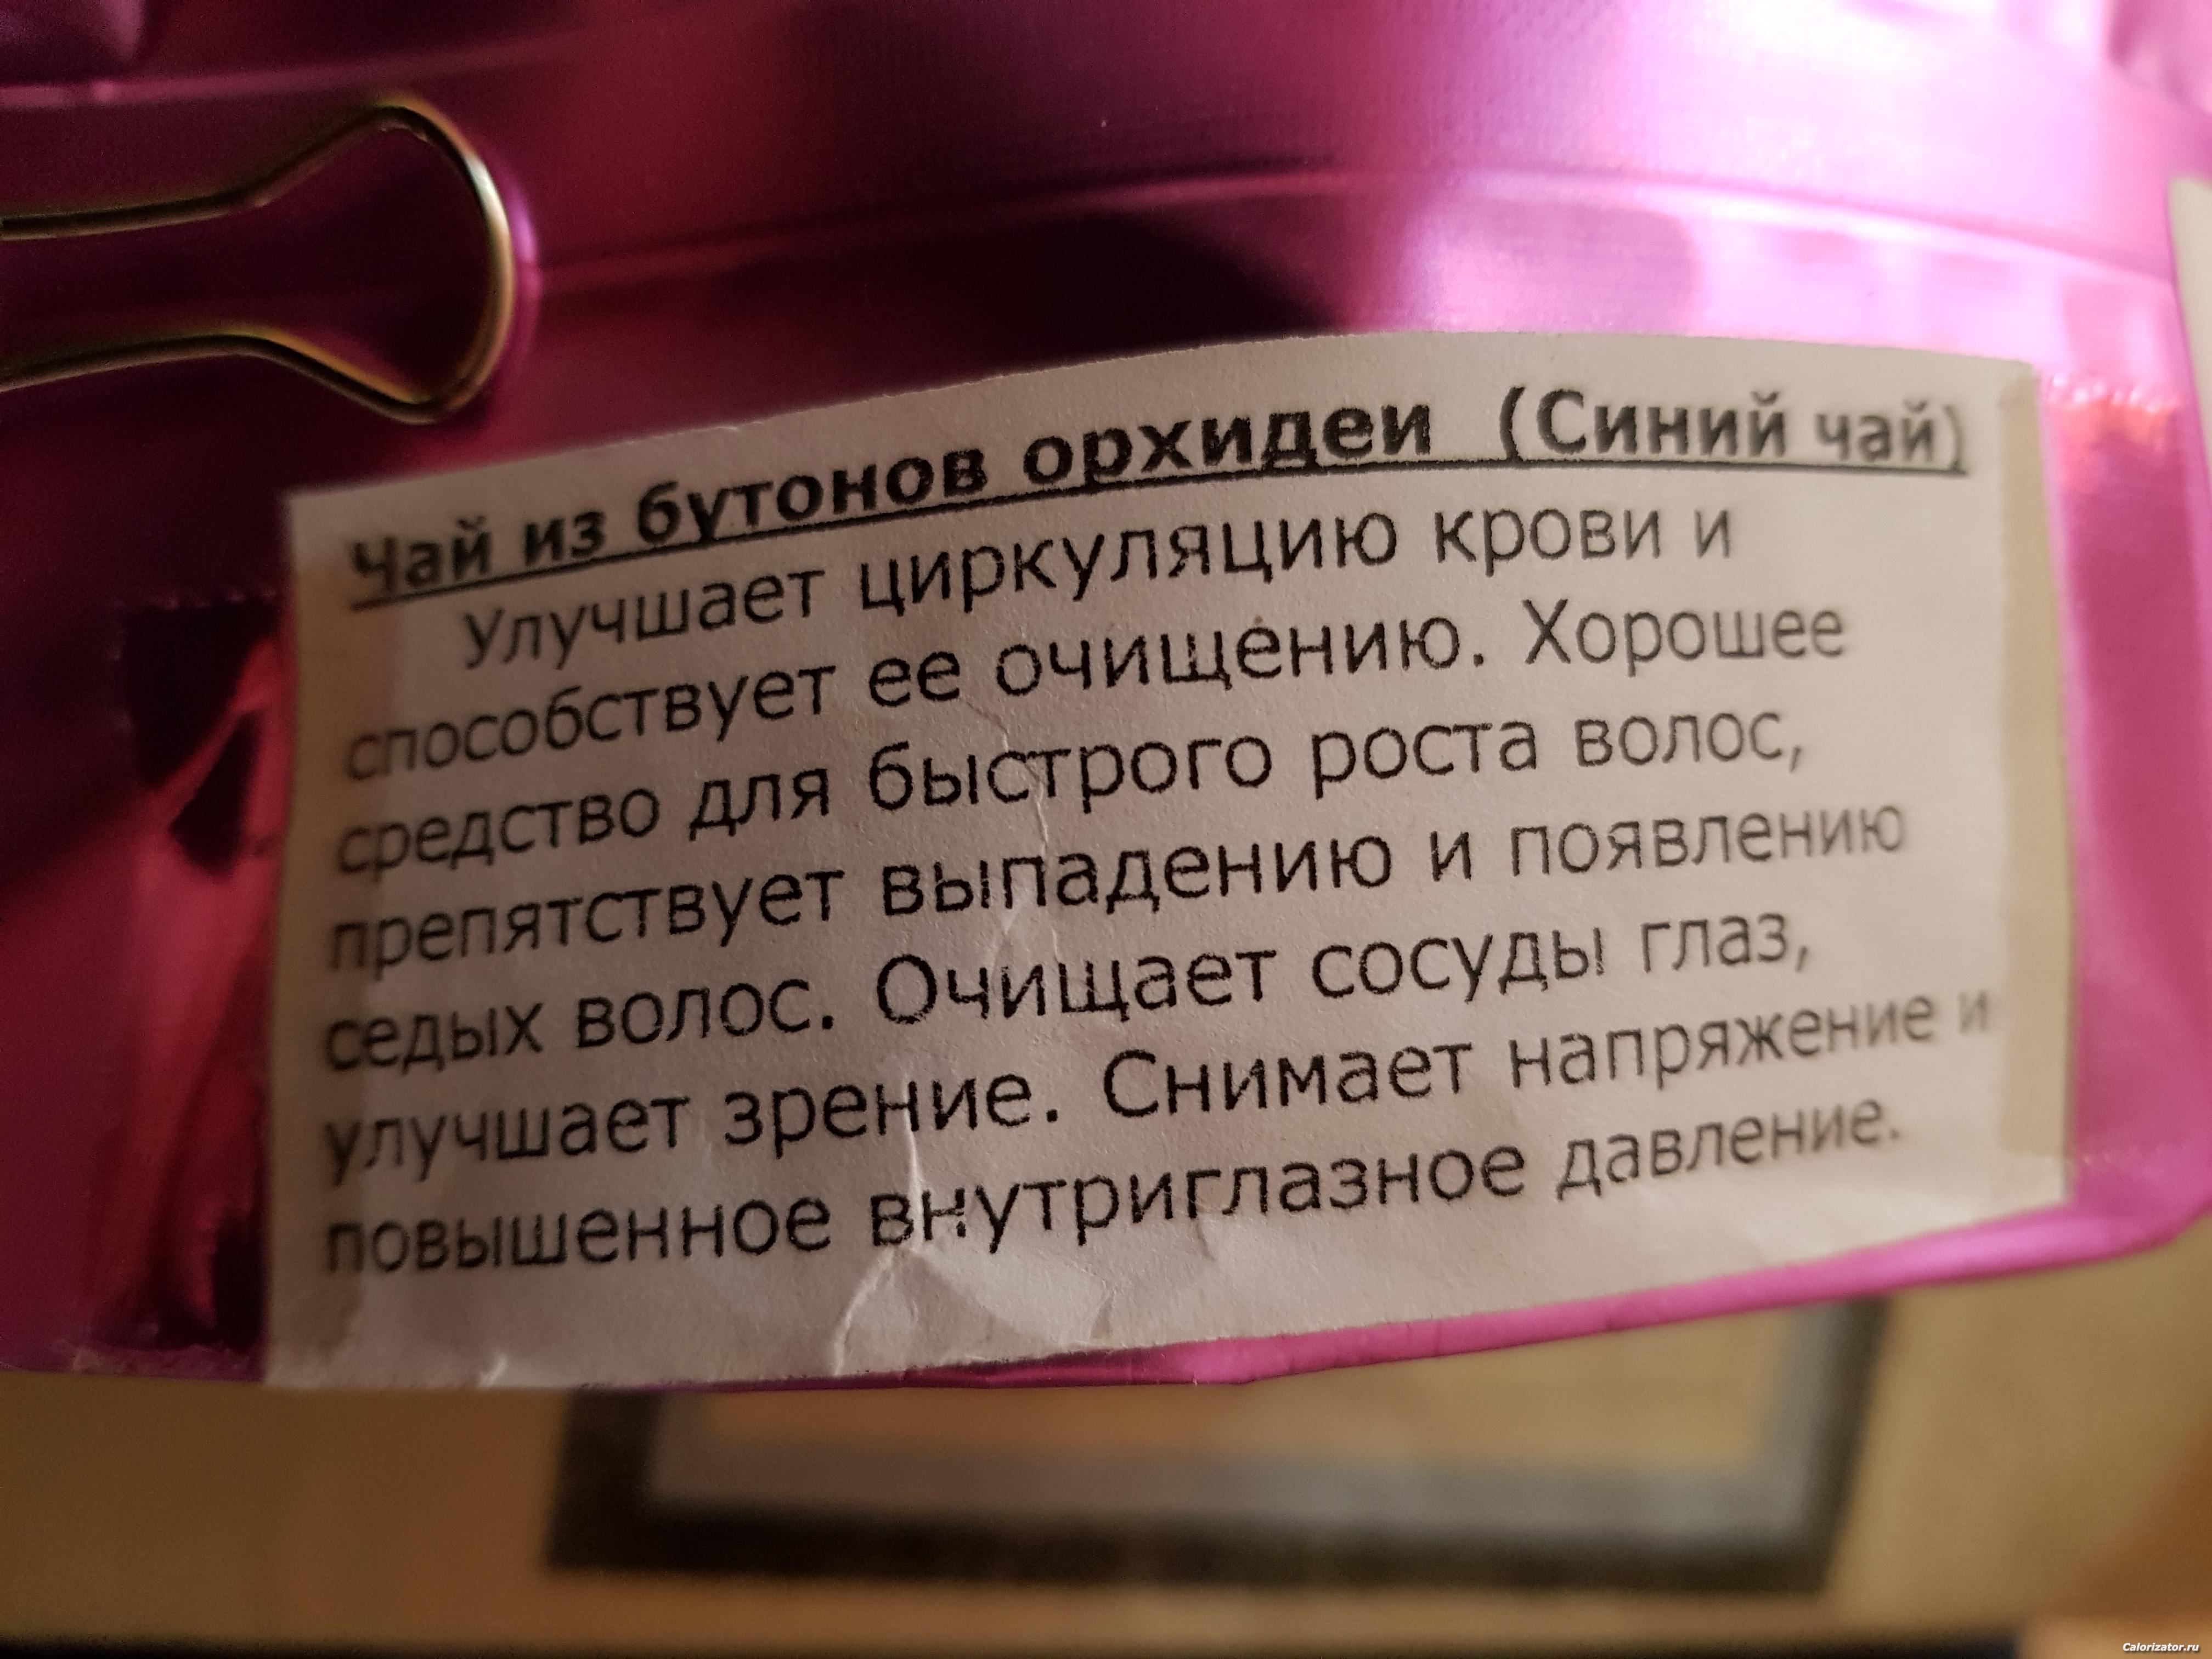 Чай из бутонов орхидеи (Синий чай)
Улучшает циркуляцию крови и
способствует ее очищению. Хорошее
средство для быстрого роста волос,
препятствует выпадению и появлению
седых волос. Очищает сосуды глаз,
улучшает зрение. Снимает напряжение и
повышенное внутриглазное давление.
Calorizator.ru